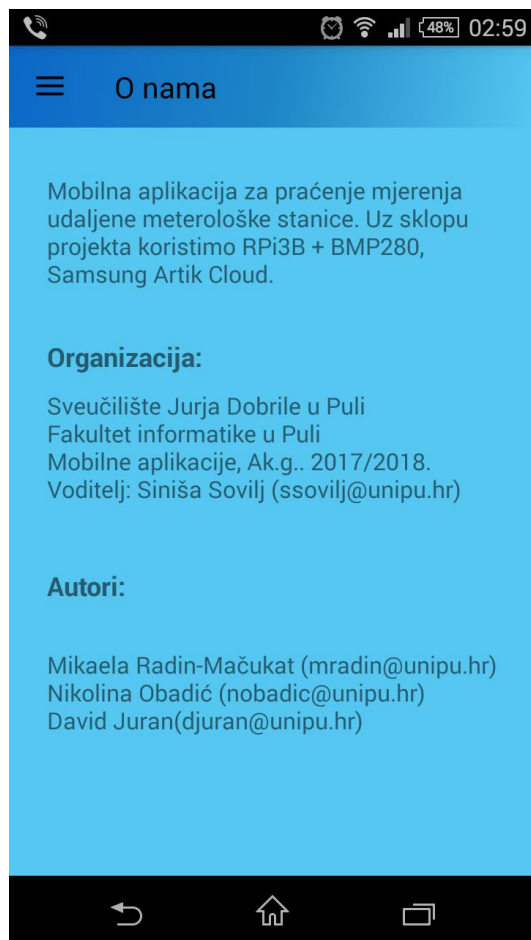 48% 02:59
O nama
Mobilna aplikacija za praćenje mjerenja
udaljene meterološke stanice. Uz sklopu
projekta koristimo RPi3B + BMP280,
Samsung Artik Cloud.
Organizacija:
Sveučilište Jurja Dobrile u Puli
Fakultet informatike u Puli
Mobilne aplikacije, Ak.g.. 2017/2018.
Voditelj: Siniša Sovilj (ssovilj@unipu.hr)
Autori:
Mikaela Radin-Mačukat (mradin@unipu.hr)
Nikolina Obadić (nobadic@unipu.hr)
David Juran(djuran@unipu.hr)